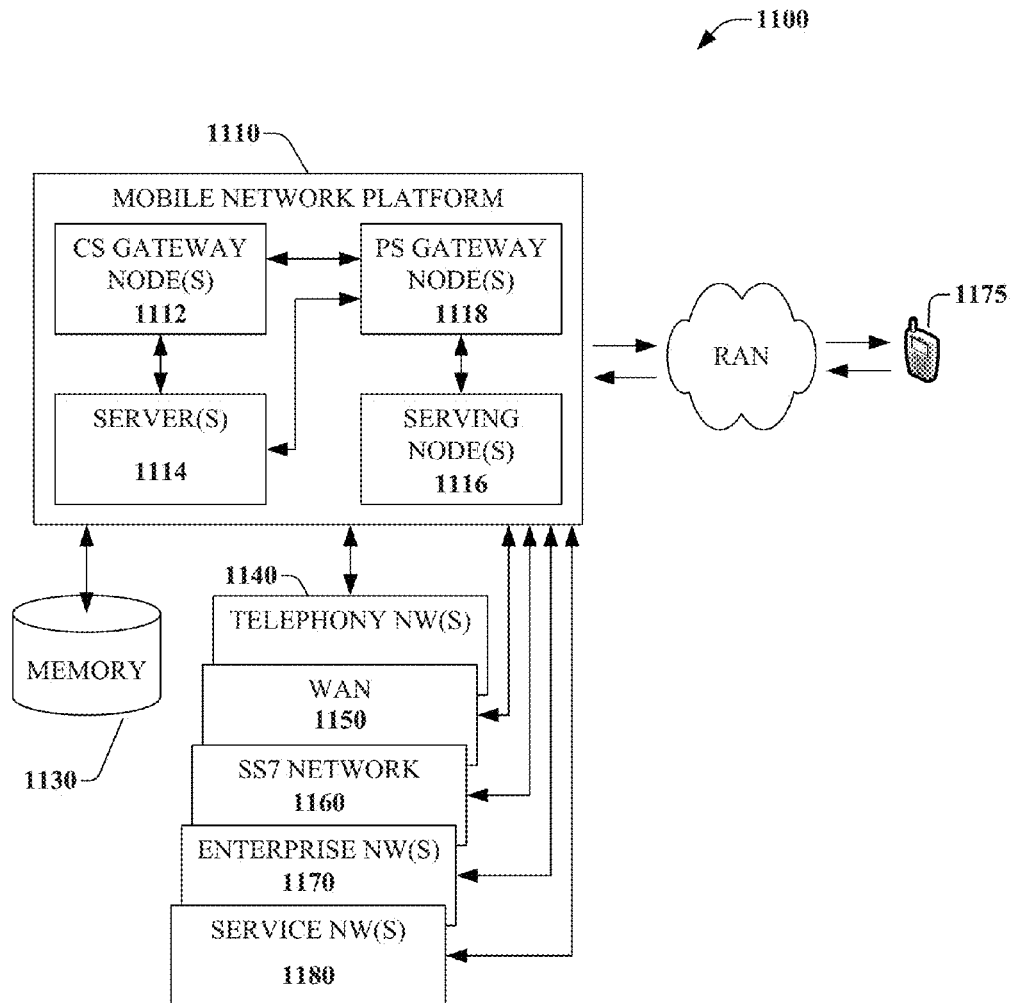 1100
1110
MOBILE NETWORK PLATFORM
CS GATEWAY
NODE(S)
1112
PS GATEWAY
NODE(S)
1118
SERVER(S)
1114
SERVING
NODE(S)
1116
RAN
1175
1140
TELEPHONY NW(S)
MEMORY
1130
WAN
1150
SS7 NETWORK
1160
ENTERPRISE NW(S)
1170
SERVICE NW(S)
1180